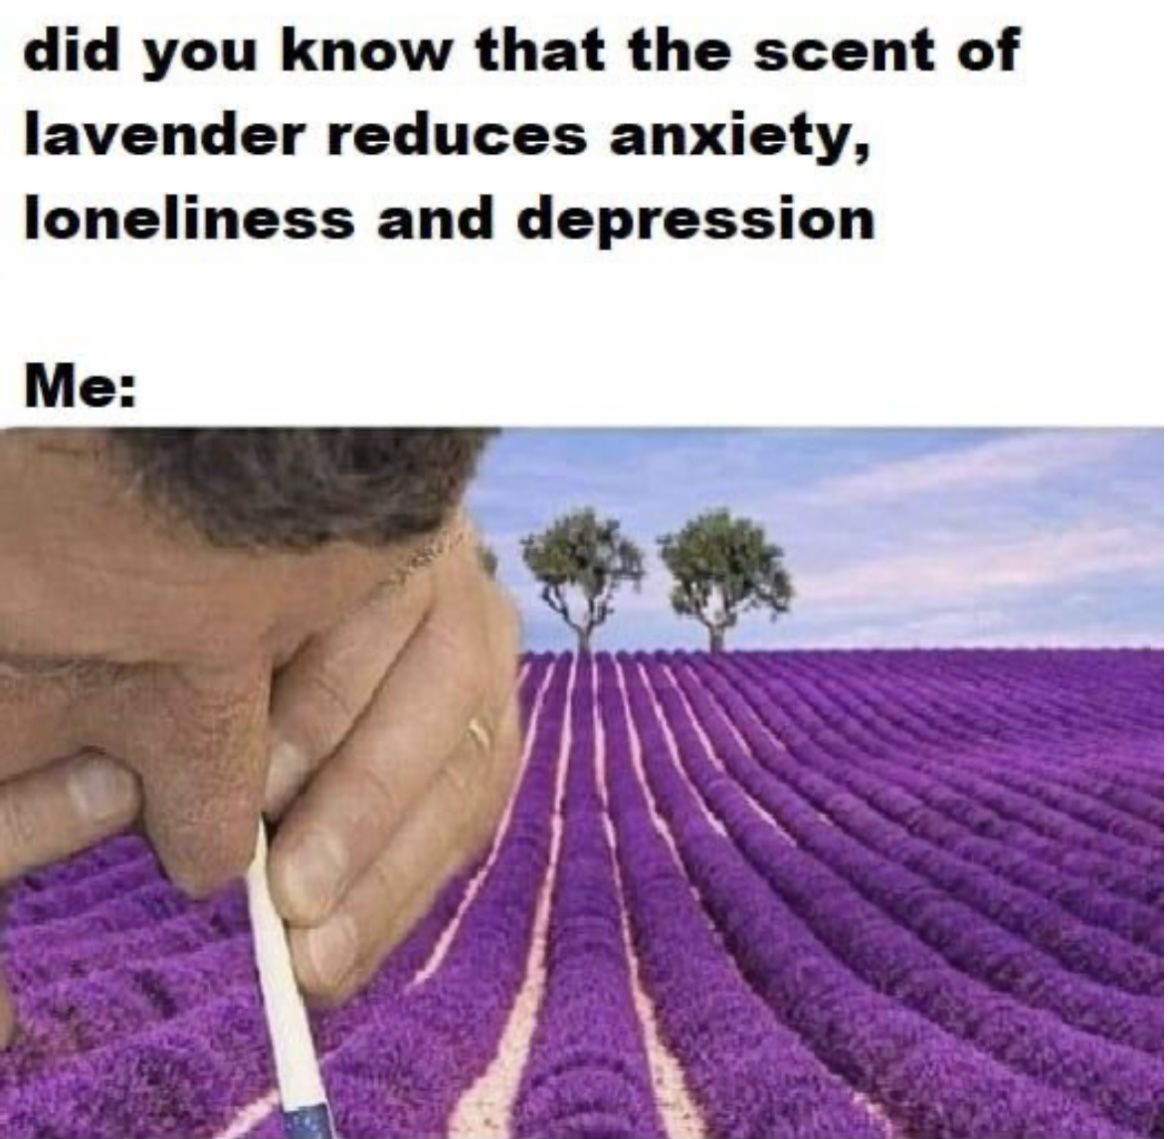 did you know that the scent of
lavender reduces anxiety,
loneliness and depression
Me: